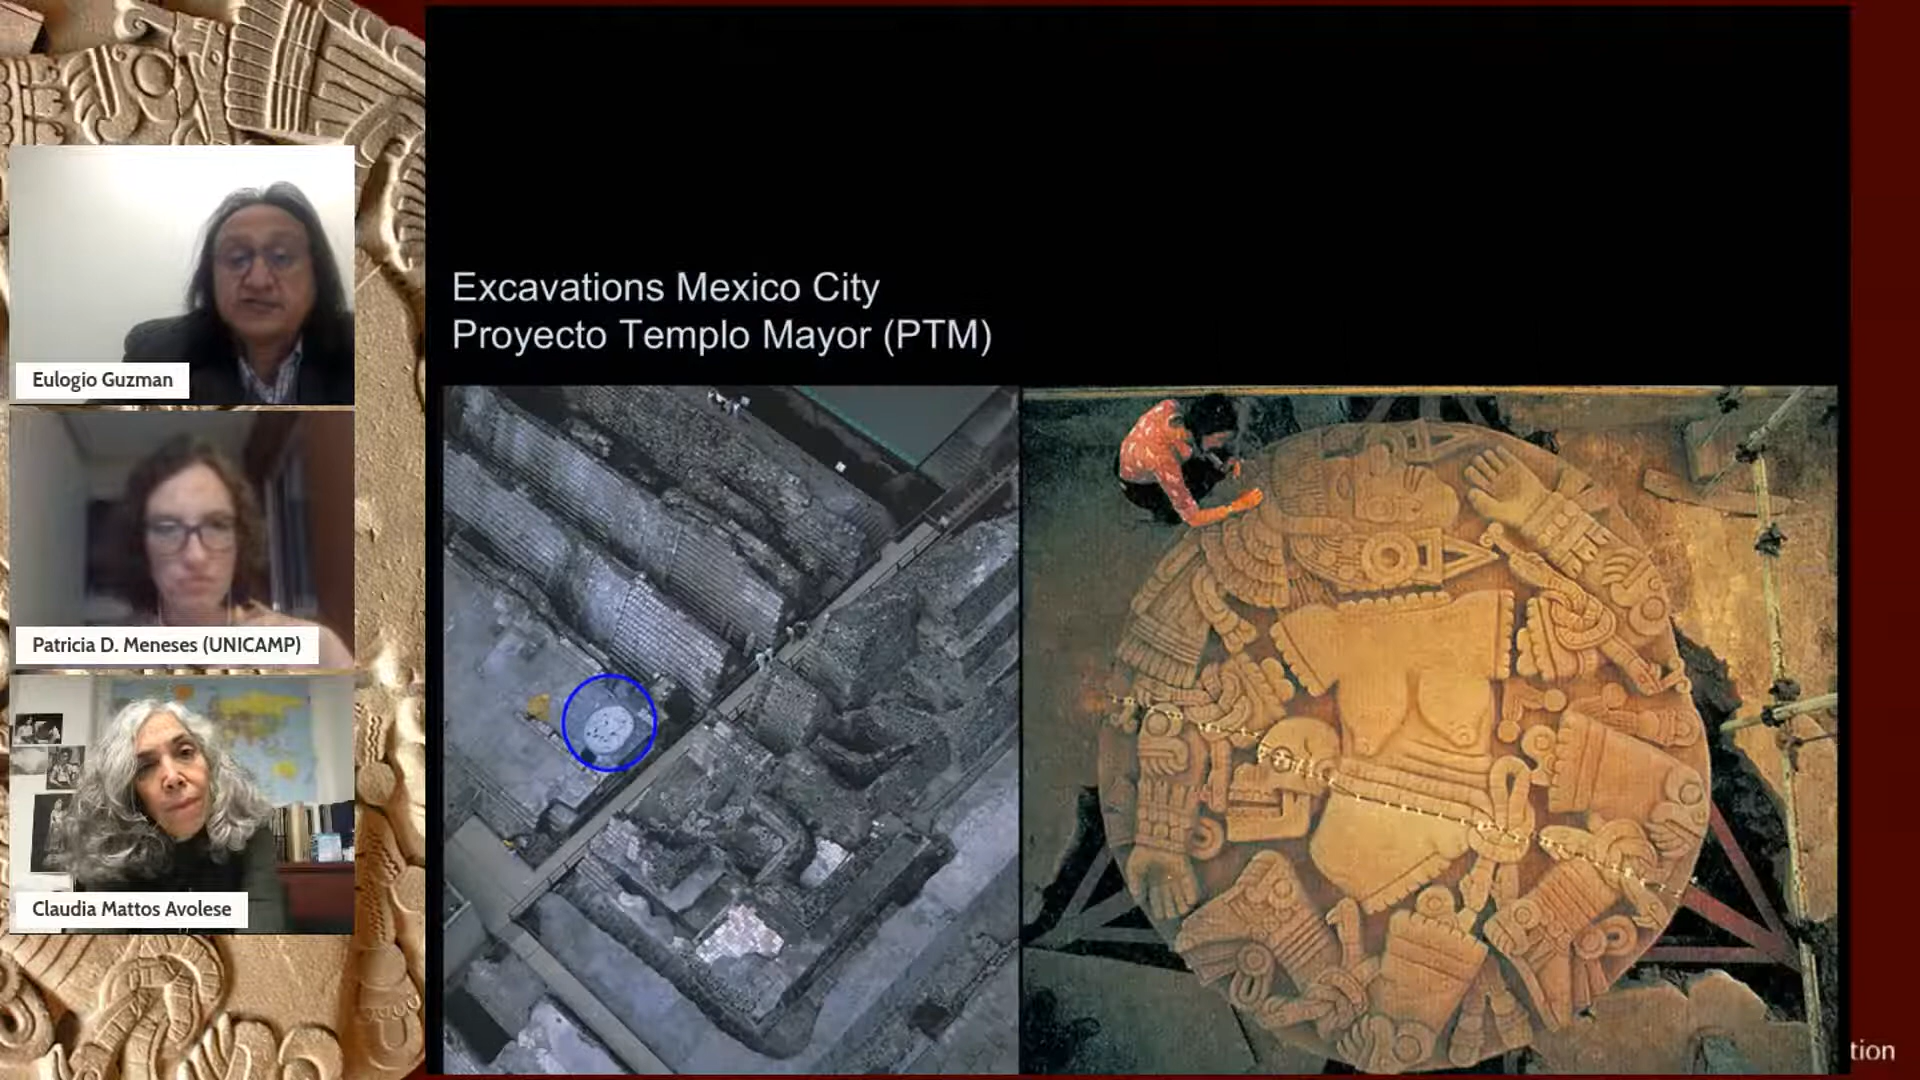 Eulogio Guzman
Patricia D. Meneses (UNICAMP)
Claudia Mattos Avolese
Excavations Mexico City
Proyecto Templo Mayor (PTM)
tion